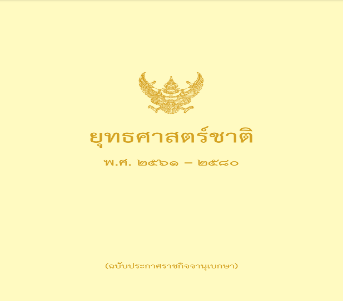 ยุทธศาสตร์ชาติ
พ.ศ. ๒๕๖๑ – ๒๕๘๐
(ฉบับประกาศราชกิจจานุเบกษา)